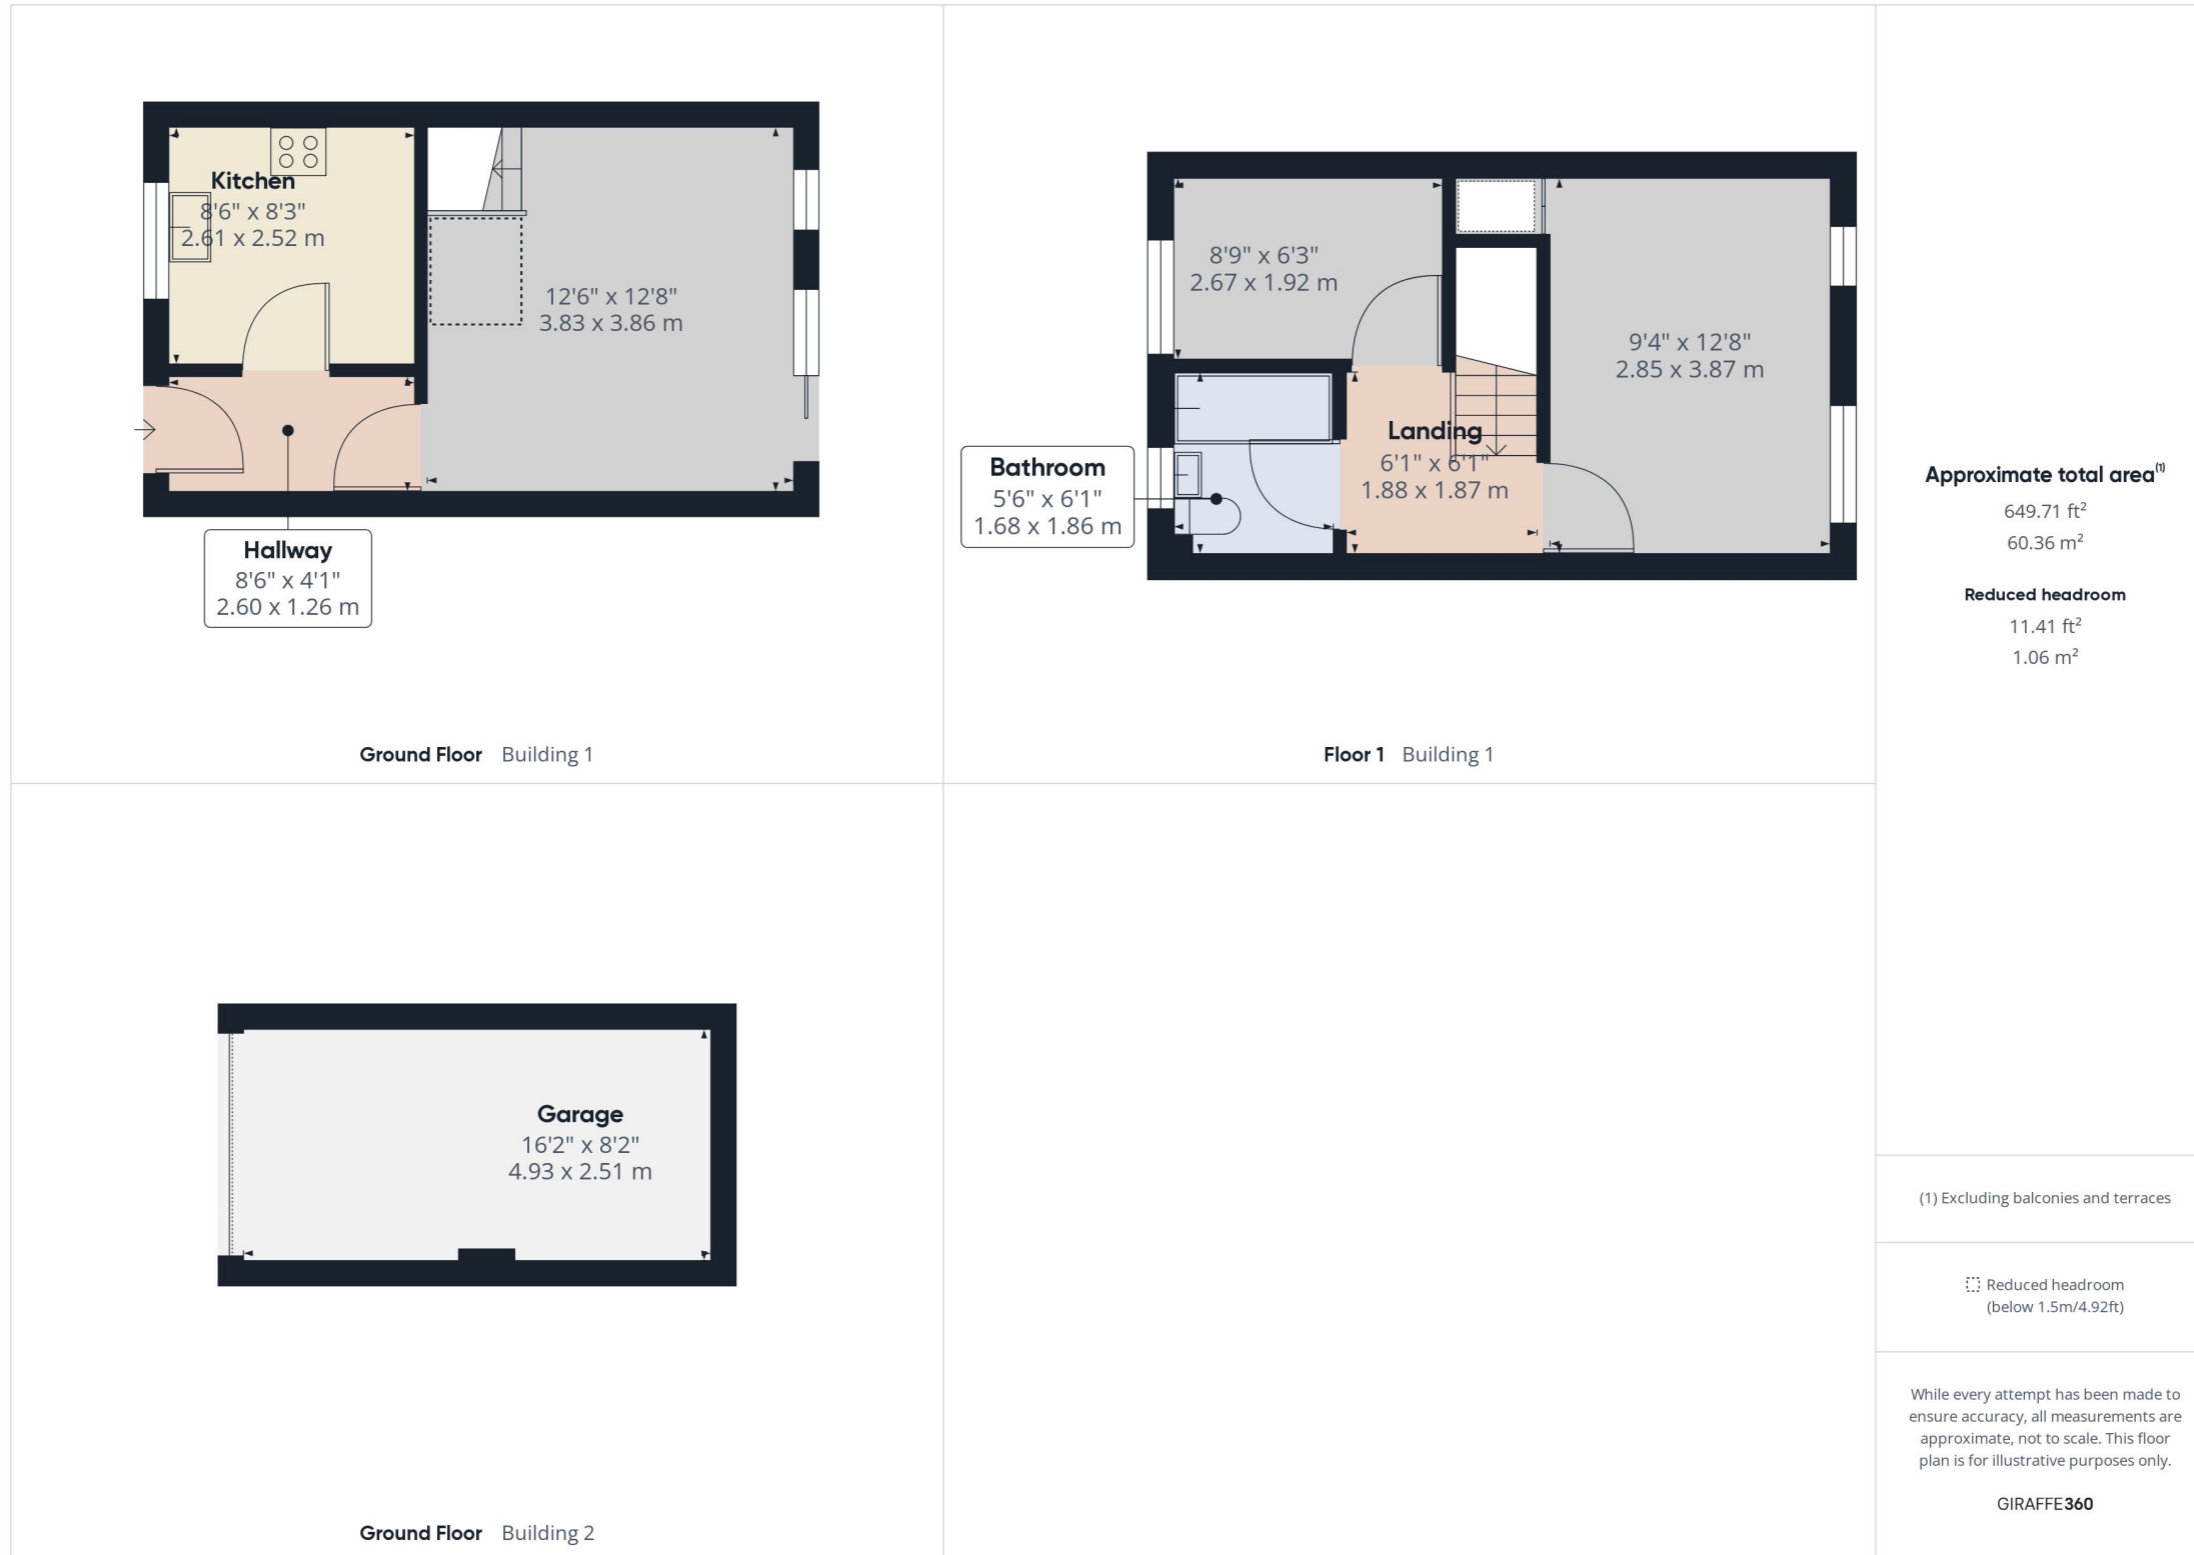 Kitchen
8'6" x 8'3"
2.61 x 2.52 m
12'6" x 12'8"
3.83 x 3.86 m
Hallway
8'6" x 4'1"
2.60 x 1.26 m
Ground Floor Building 1
8'9" x 6'3"
2.67 x 1.92 m
9'4" x 12'8"
2.85 x 3.87 m
Landing
6'1" x 6'1"
1.88 x 1.87 m
Bathroom
5'6" x 6'1"
1.68 x 1.86 m
Floor 1 Building 1
Garage
16'2" x 8'2"
4.93 x 2.51 m
Ground Floor Building 2
Approximate total area(1)
649.71 ft²
60.36 m²
Reduced headroom
11.41 ft²
1.06 m²
(1) Excluding balconies and terraces
Reduced headroom
(below 1.5m/4.92ft)
While every attempt has been made to
ensure accuracy, all measurements are
approximate, not to scale. This floor
plan is for illustrative purposes only.
GIRAFFE360